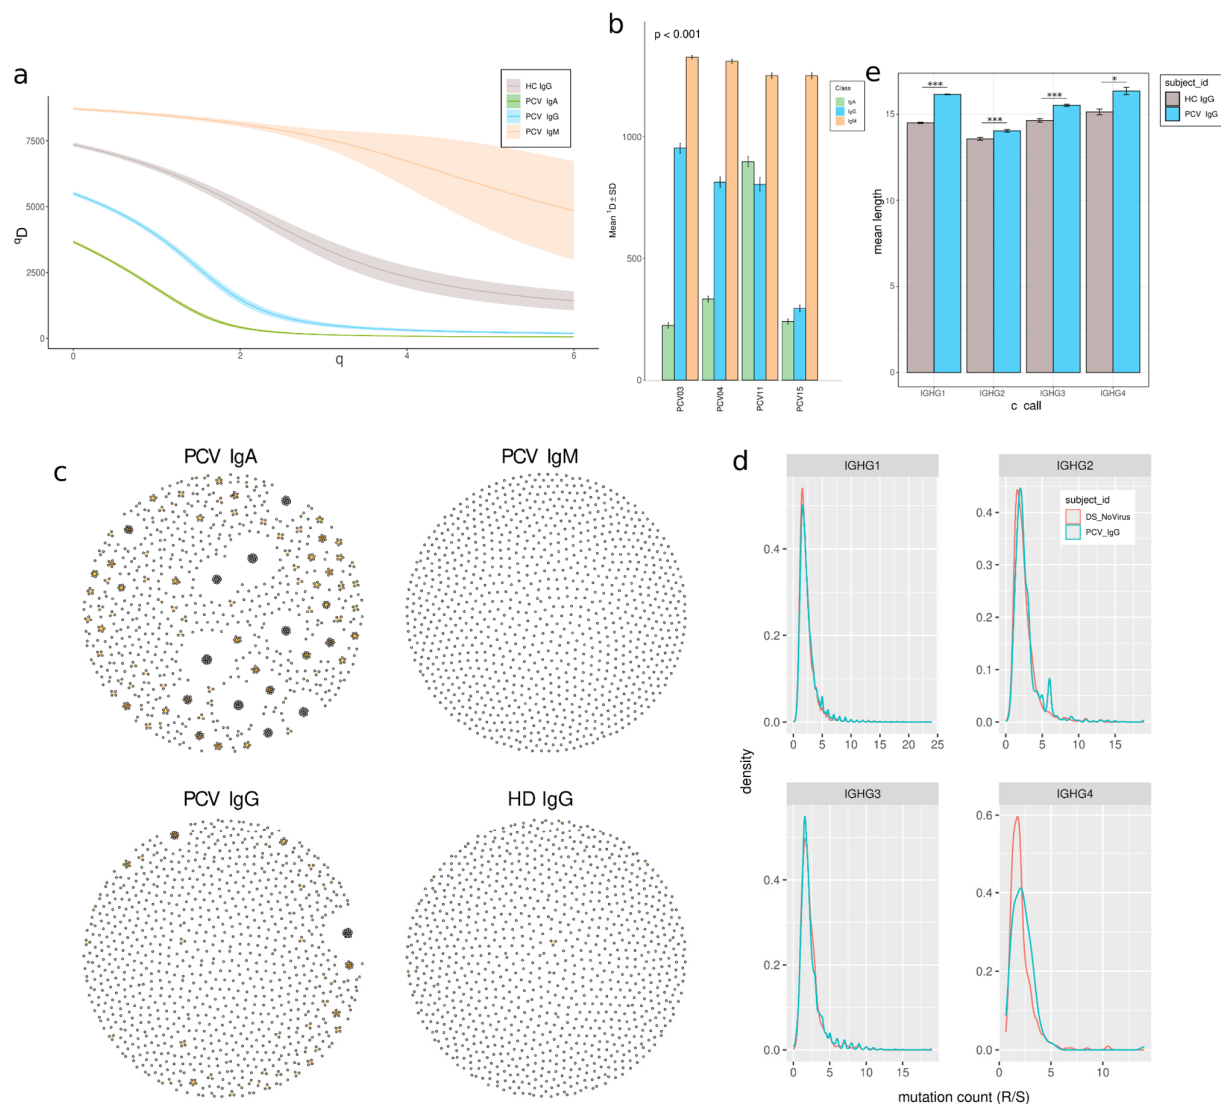 a
HC IgG
PCV IgA
PCV IgG
PCV IgM
7500
5000
2500
0
qD
0 2 4 6
q
b
p < 0.001
Class
IgA
IgG
IgM
1000
500
0
Mean 1D±SD
PCV03 PCV04 PCV11 PCV15
e
subject_id
HC IgG
PCV IgG
*** *** *** *
15
10
5
0
mean length
IGHG1 IGHG2 IGHG3 IGHG4
c call
c
PCV IgA
PCV IgM
PCV IgG
HD IgG
d
IGHG1
0.4
0.2
0.0
0 5 10 15 20 25
IGHG2
subject_id
DS_NoVirus
PCV_IgG
0.4
0.3
0.2
0.1
0.0
0 5 10 15
density
IGHG3
0.4
0.2
0.0
0 5 10 15
IGHG4
0.6
0.4
0.2
0.0
0 5 10
mutation count (R/S)